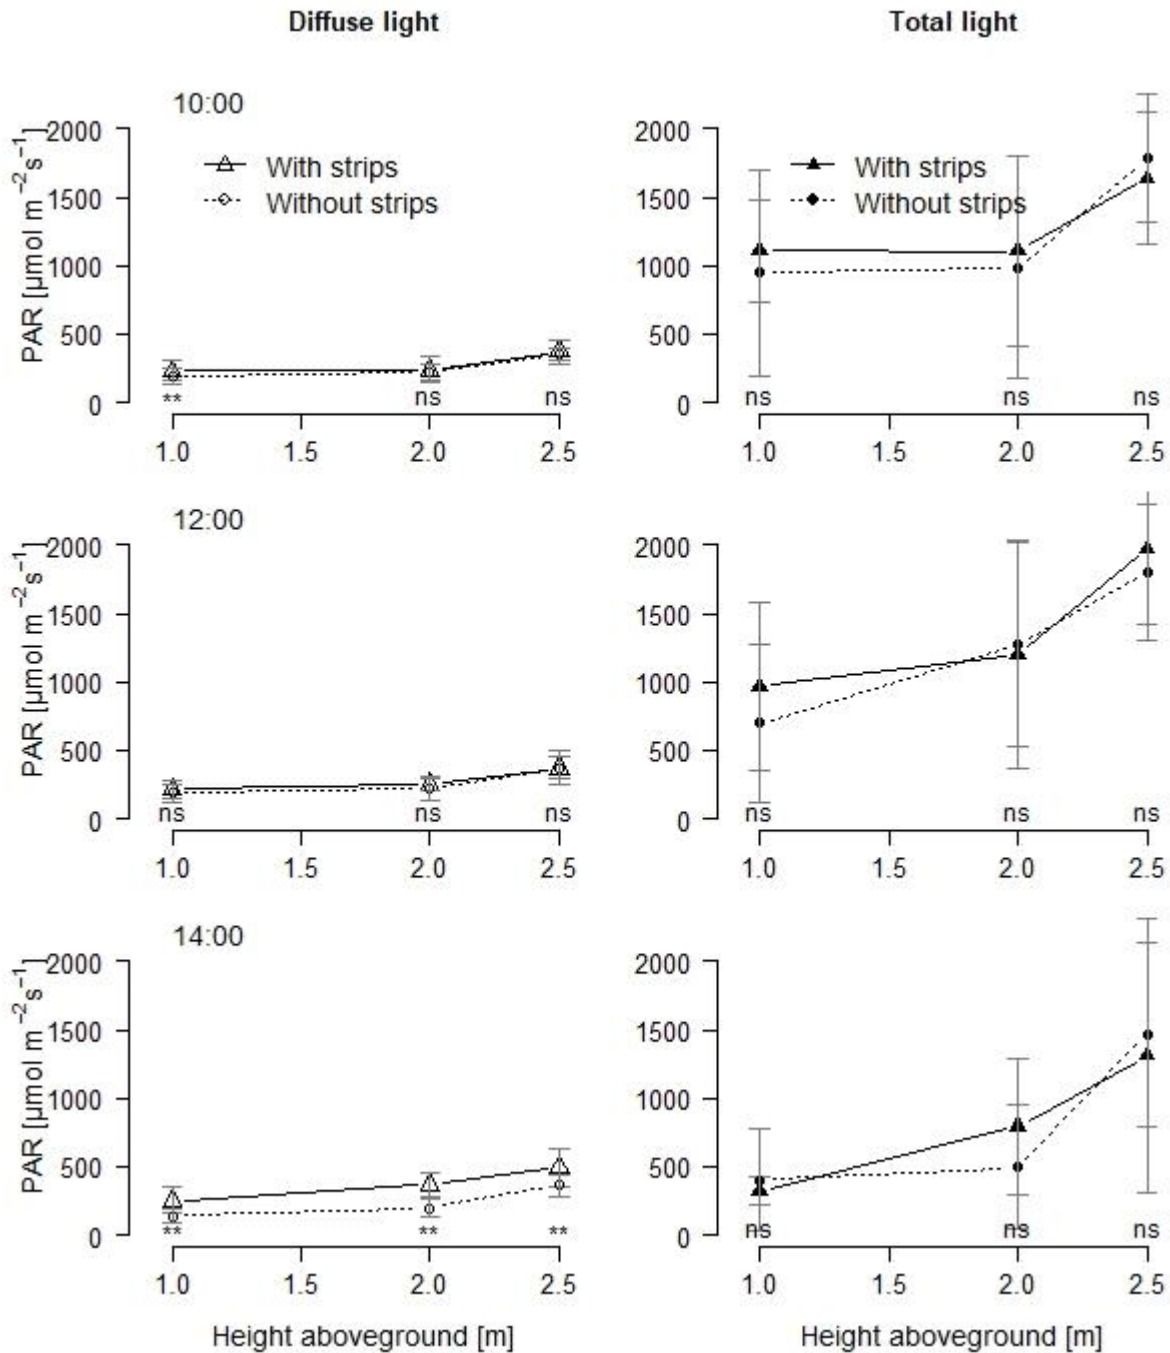 Diffuse light
Total light
10:00
PAR [µmol m−2s−1]
2000
1500
1000
500
0
With strips
Without strips
** ns ns
1.0 1.5 2.0 2.5
2000
1500
1000
500
0
With strips
Without strips
ns ns ns
1.0 1.5 2.0 2.5
12:00
PAR [µmol m−2s−1]
2000
1500
1000
500
0
ns ns ns
1.0 1.5 2.0 2.5
2000
1500
1000
500
0
ns ns ns
1.0 1.5 2.0 2.5
14:00
PAR [µmol m−2s−1]
2000
1500
1000
500
0
** ** **
1.0 1.5 2.0 2.5
Height aboveground [m]
2000
1500
1000
500
0
ns ns ns
1.0 1.5 2.0 2.5
Height aboveground [m]